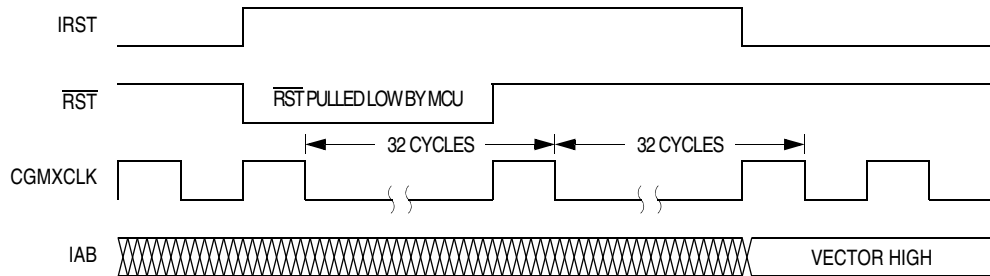 IRST
RST
RST PULLED LOW BY MCU
32 CYCLES
32 CYCLES
CGMXCLK
IAB
VECTOR HIGH